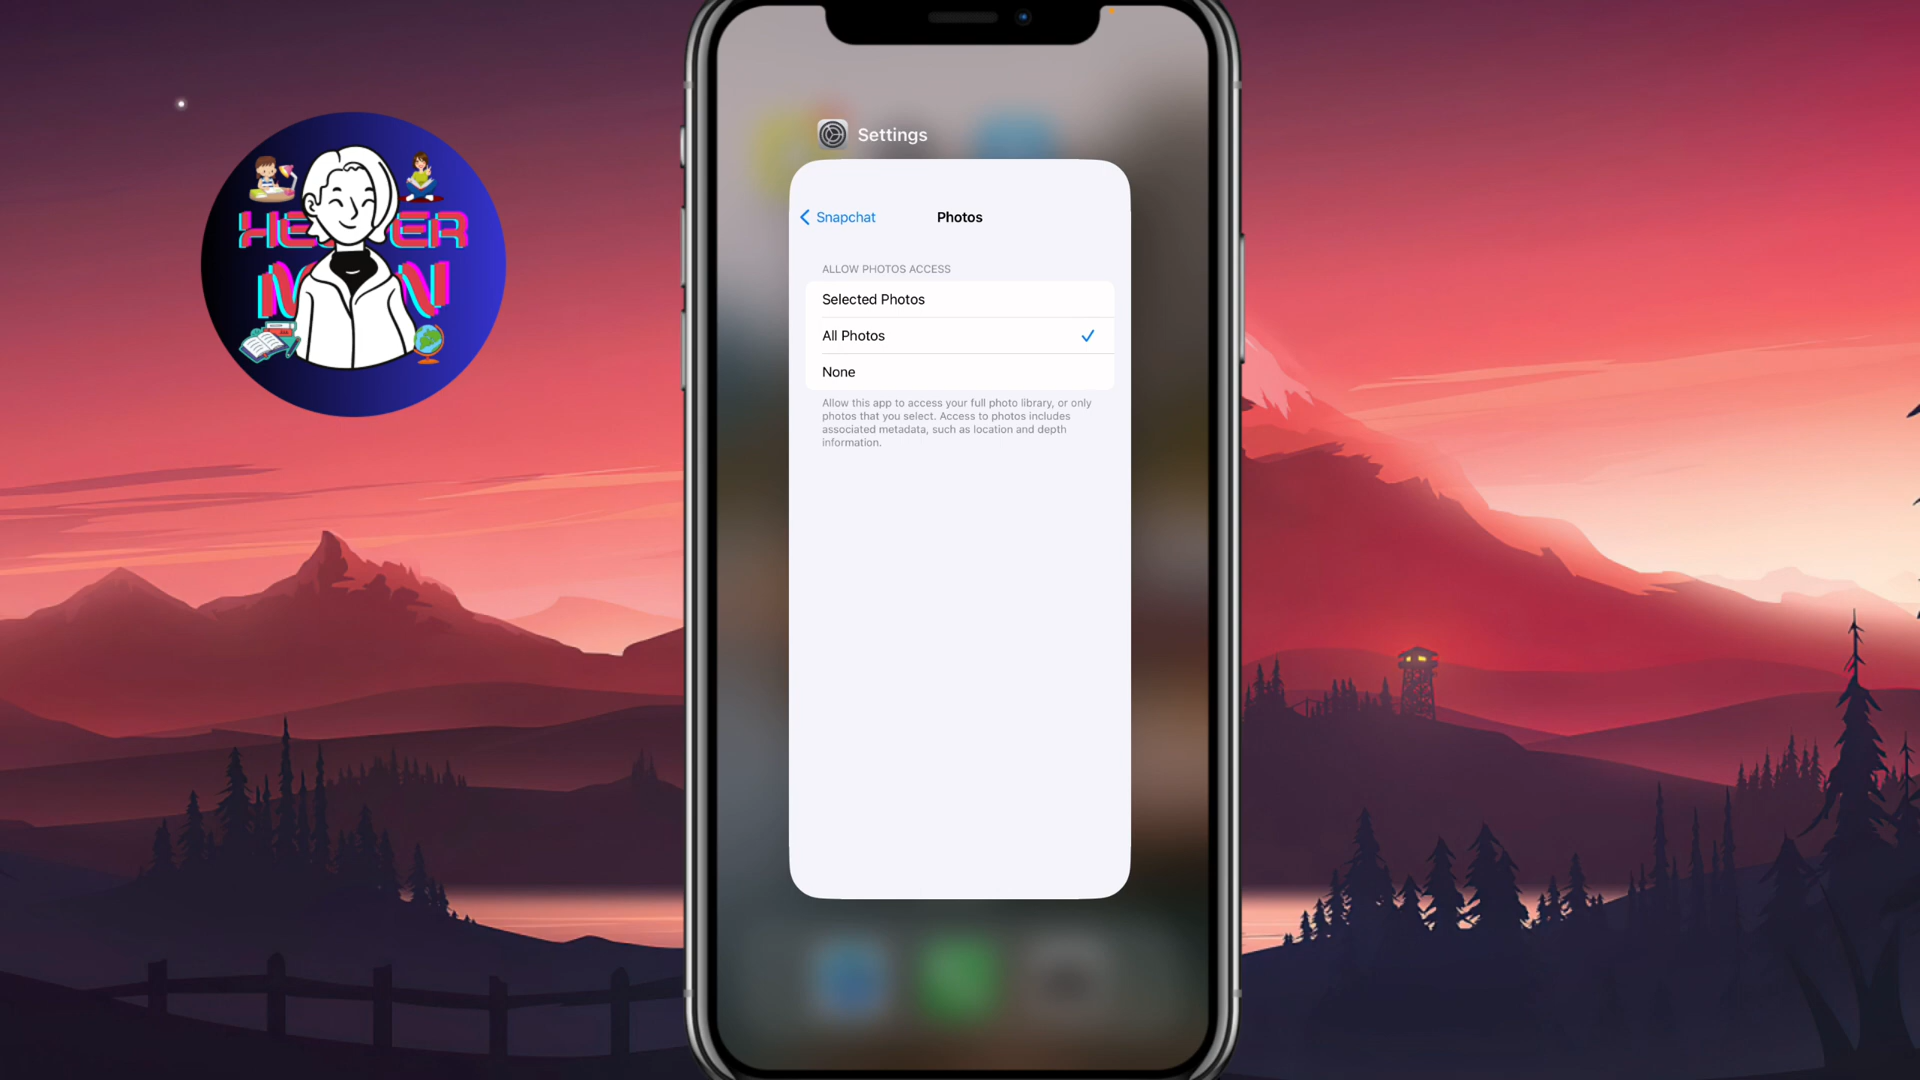 Settings
Snapchat
Photos
ALLOW PHOTOS ACCESS
Selected Photos
All Photos
None
Allow this app to access your full photo library, or only
photos that you select. Access to photos includes
associated metadata, such as location and depth
information.